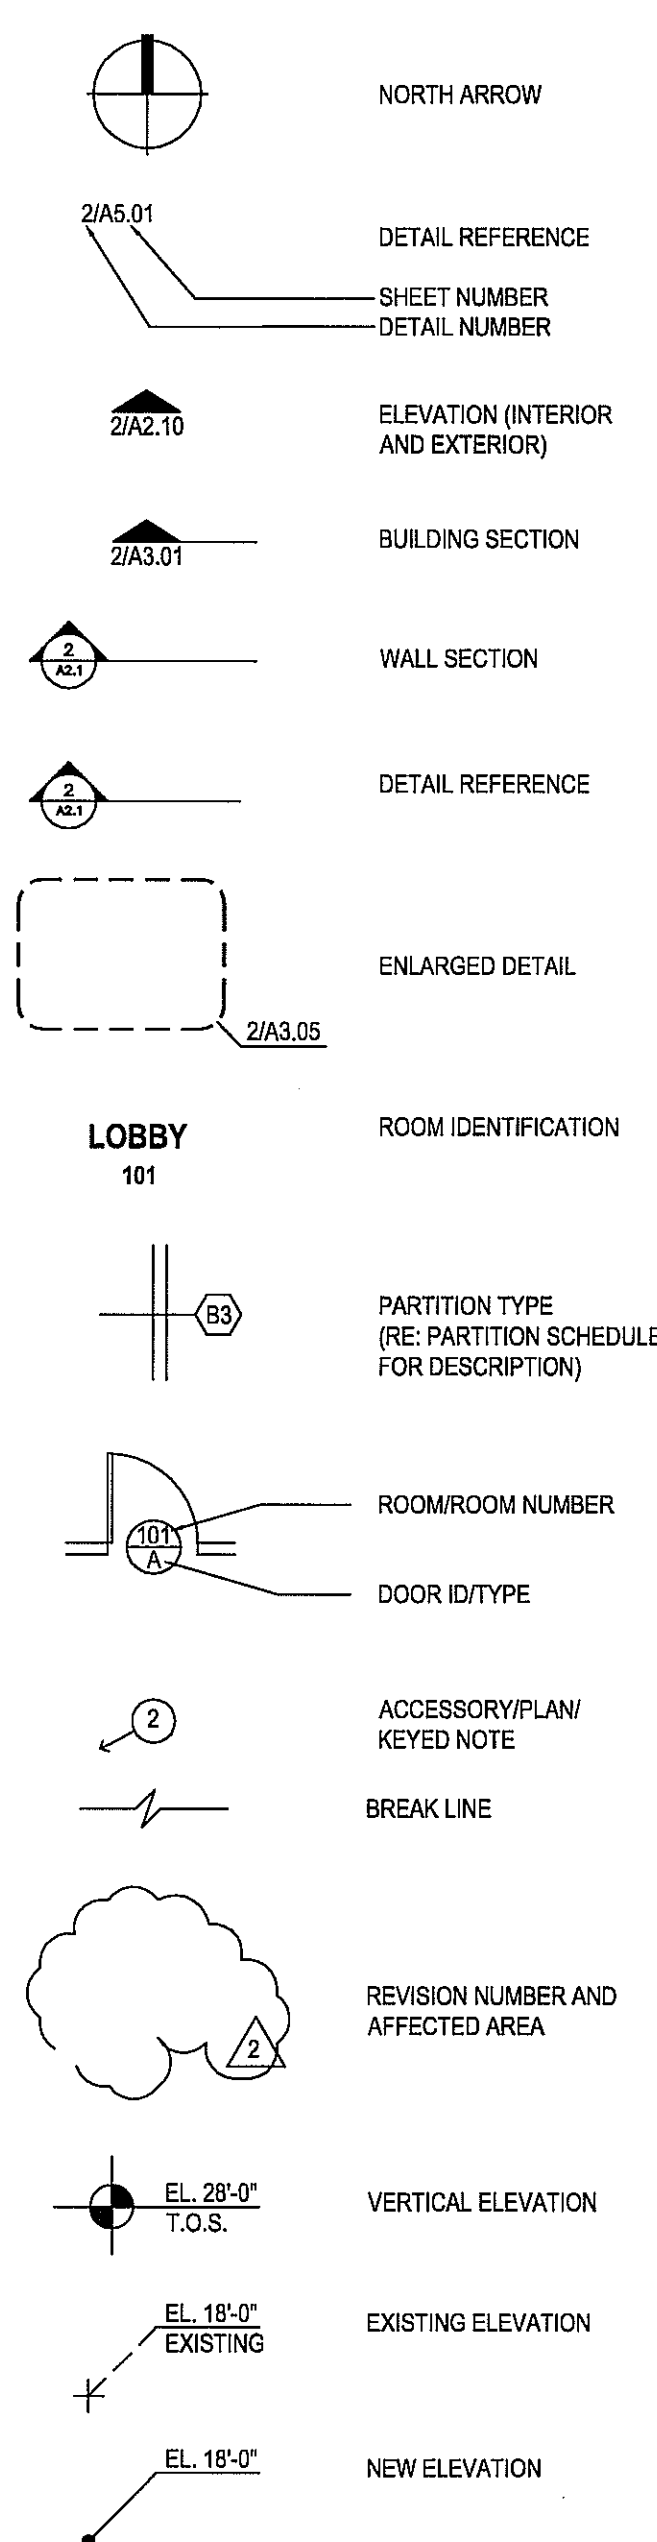 NORTH ARROW
2/A5.01
DETAIL REFERENCE
SHEET NUMBER
DETAIL NUMBER
2/A2.10
ELEVATION (INTERIOR
AND EXTERIOR)
2/A3.01
BUILDING SECTION
2
A2.1
WALL SECTION
2
A2.1
DETAIL REFERENCE
ENLARGED DETAIL
2/A3.05
LOBBY
101
ROOM IDENTIFICATION
B3
PARTITION TYPE
(RE: PARTITION SCHEDULE
FOR DESCRIPTION)
101
A
ROOM/ROOM NUMBER
DOOR ID/TYPE
2
ACCESSORY/PLAN/
KEYED NOTE
BREAK LINE
REVISION NUMBER AND
AFFECTED AREA
2
EL. 28'-0"
T.O.S.
VERTICAL ELEVATION
EL. 18'-0"
EXISTING
EXISTING ELEVATION
EL. 18'-0"
NEW ELEVATION